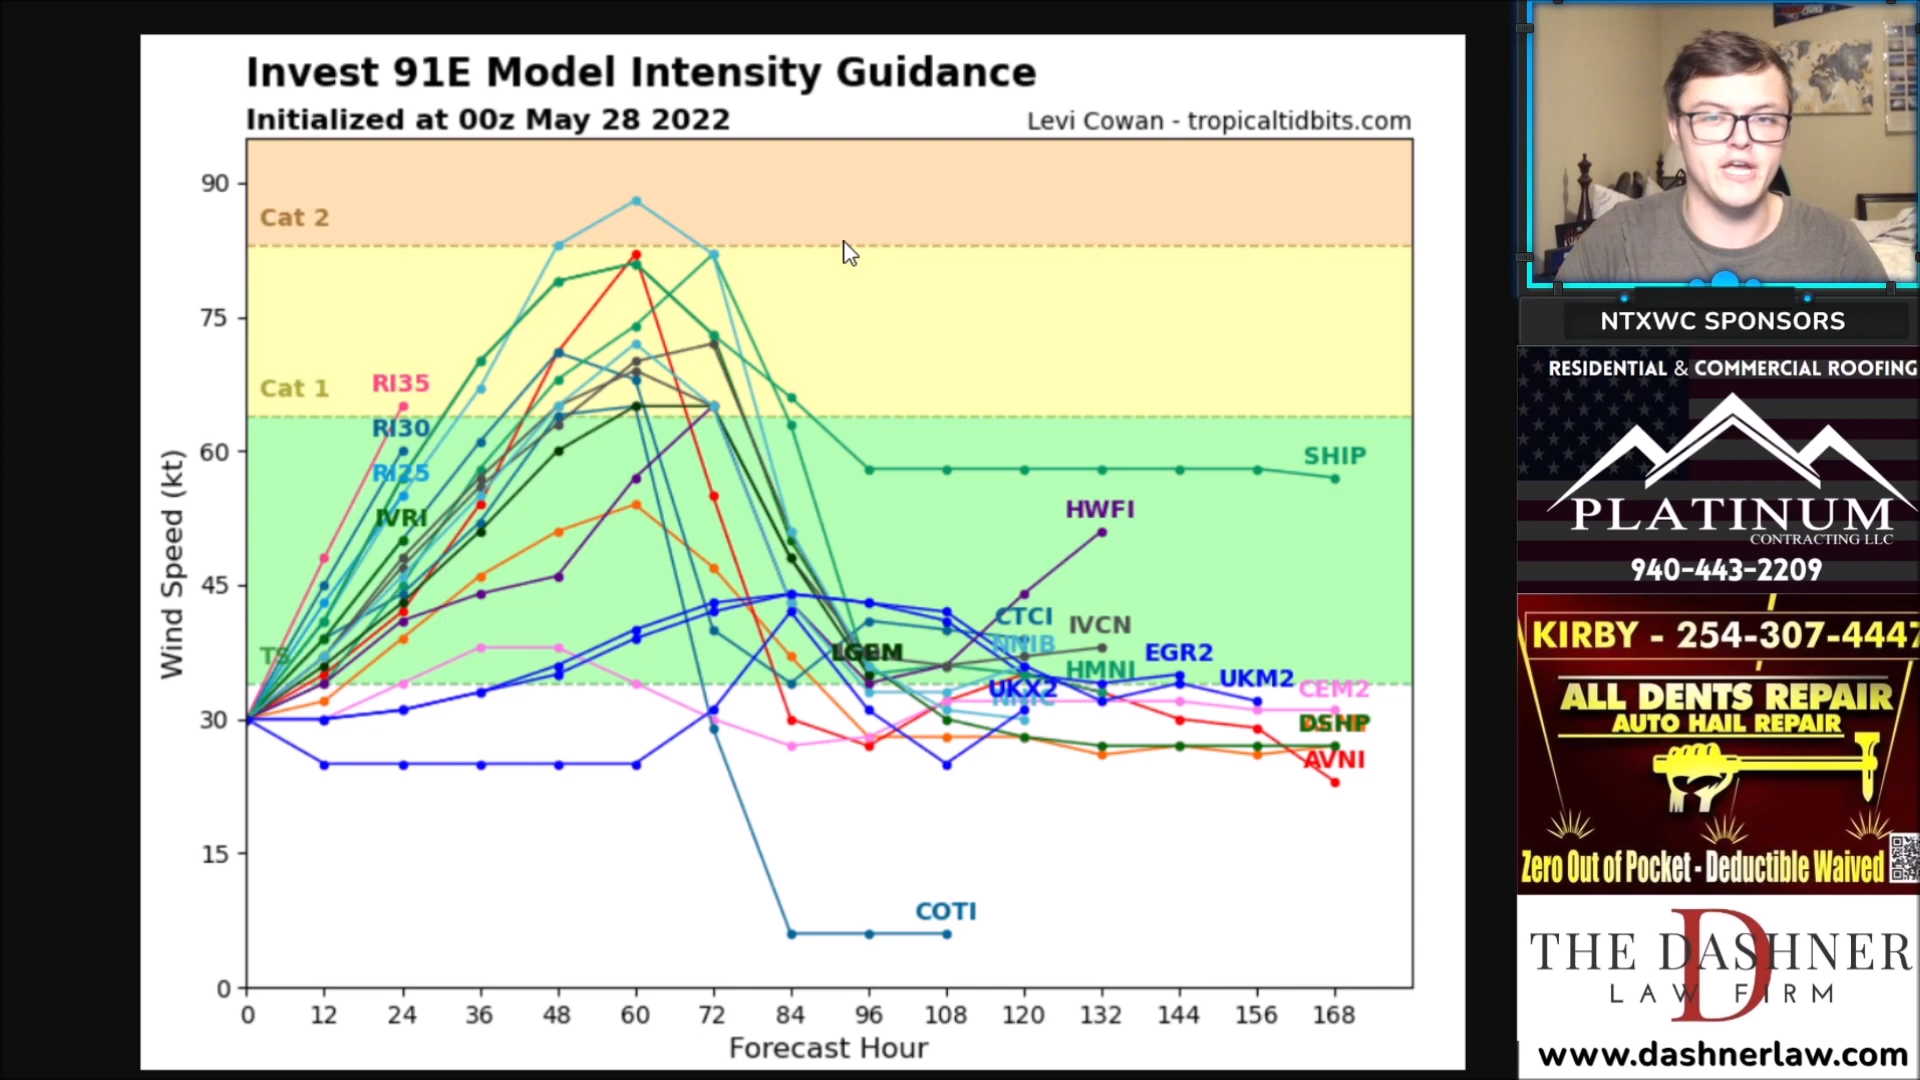 Invest 91E Model Intensity Guidance
Initialized at 00z May 28 2022
Levi Cowan - tropicaltidbits.com
90
Cat 2
75
Cat 1
RI35
RI30
RI25
60
IVRI
SHIP
HWFI
45
CTCI
IVCN
NMIB
LGEM
EGR2
TS
HMNI
UKM2
CEM2
UKX2
NMIC
30
DSHP
AVNI
15
COTI
0
0 12 24 36 48 60 72 84 96 108 120 132 144 156 168
Forecast Hour
Wind Speed (kt)
NTXWC SPONSORS
RESIDENTIAL & COMMERCIAL ROOFING
PLATINUM
CONTRACTING LLC
940-443-2209
KIRBY - 254-307-4447
ALL DENTS REPAIR
AUTO HAIL REPAIR
Zero Out of Pocket - Deductible Waived
D
THE DASHNER
LAW FIRM
www.dashnerlaw.com